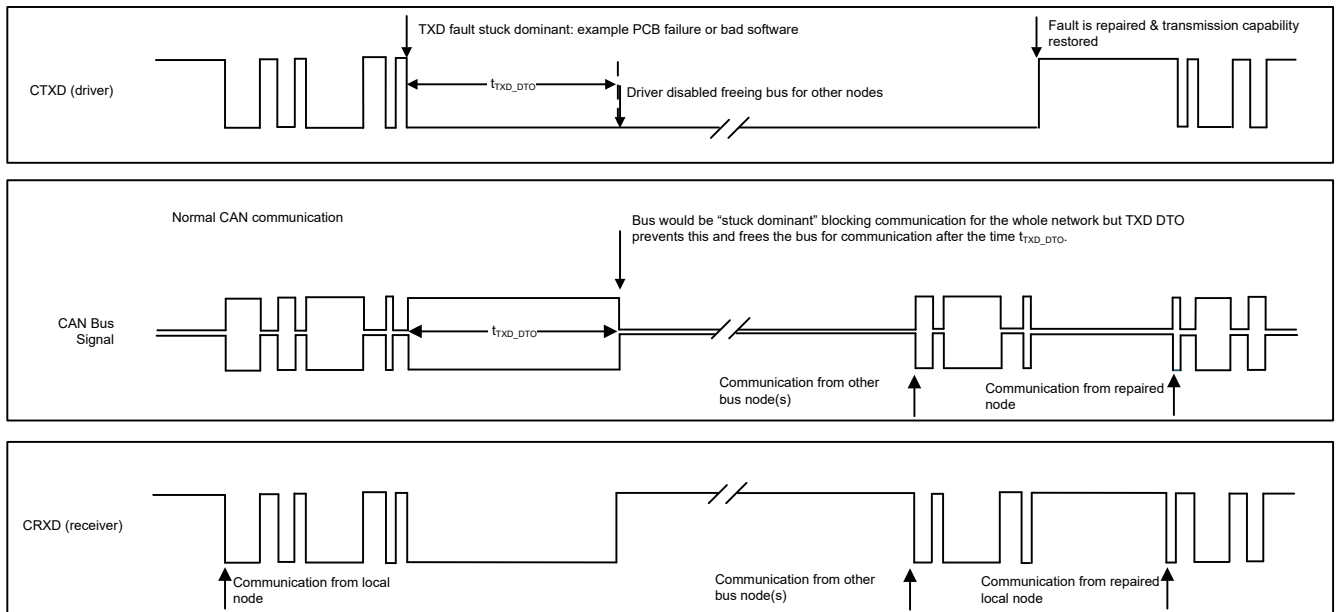 TXD fault stuck dominant: example PCB failure or bad software
Fault is repaired & transmission capability
restored
CTXD (driver)
tTXD_DTO
Driver disabled freeing bus for other nodes
Normal CAN communication
Bus would be “stuck dominant” blocking communication for the whole network but TXD DTO
prevents this and frees the bus for communication after the time tTXD_DTO.
CAN Bus
Signal
tTXD_DTO
Communication from other
bus node(s)
Communication from repaired
node
CRXD (receiver)
Communication from local
node
Communication from other
bus node(s)
Communication from repaired
local node